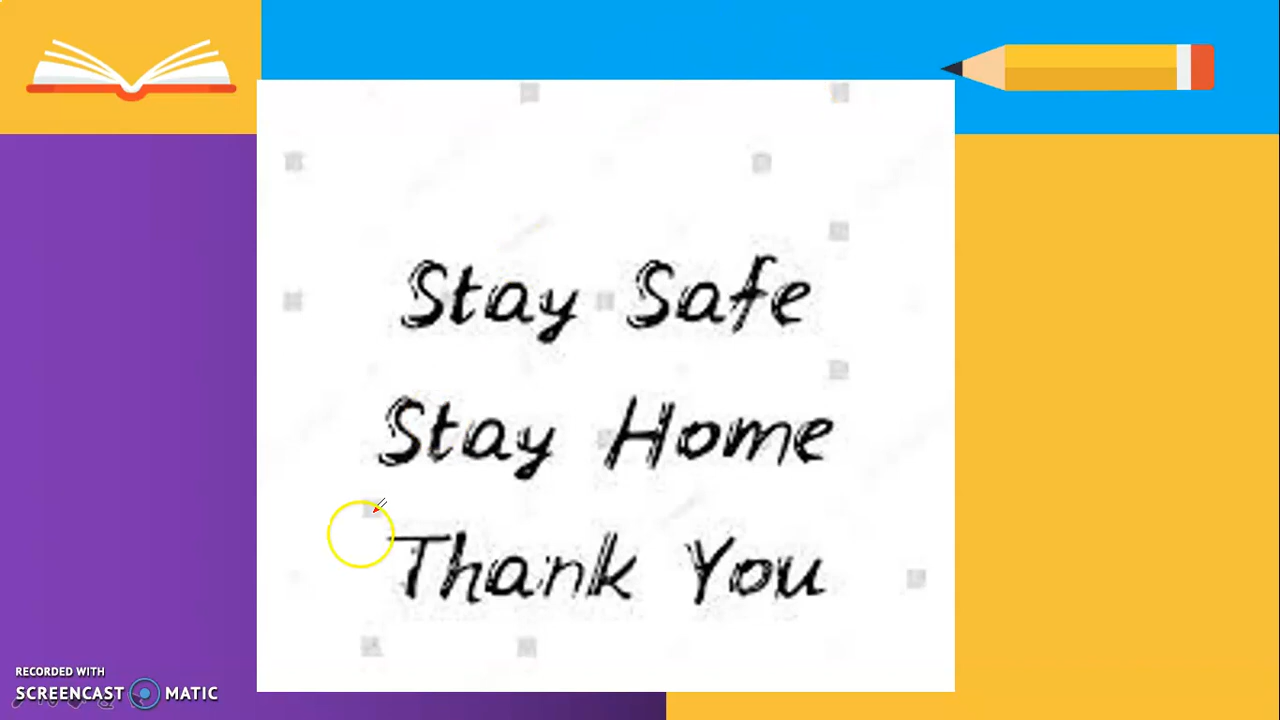 Stay Safe
Stay Home
Thank You
RECORDED WITH
SCREENCAST MATIC